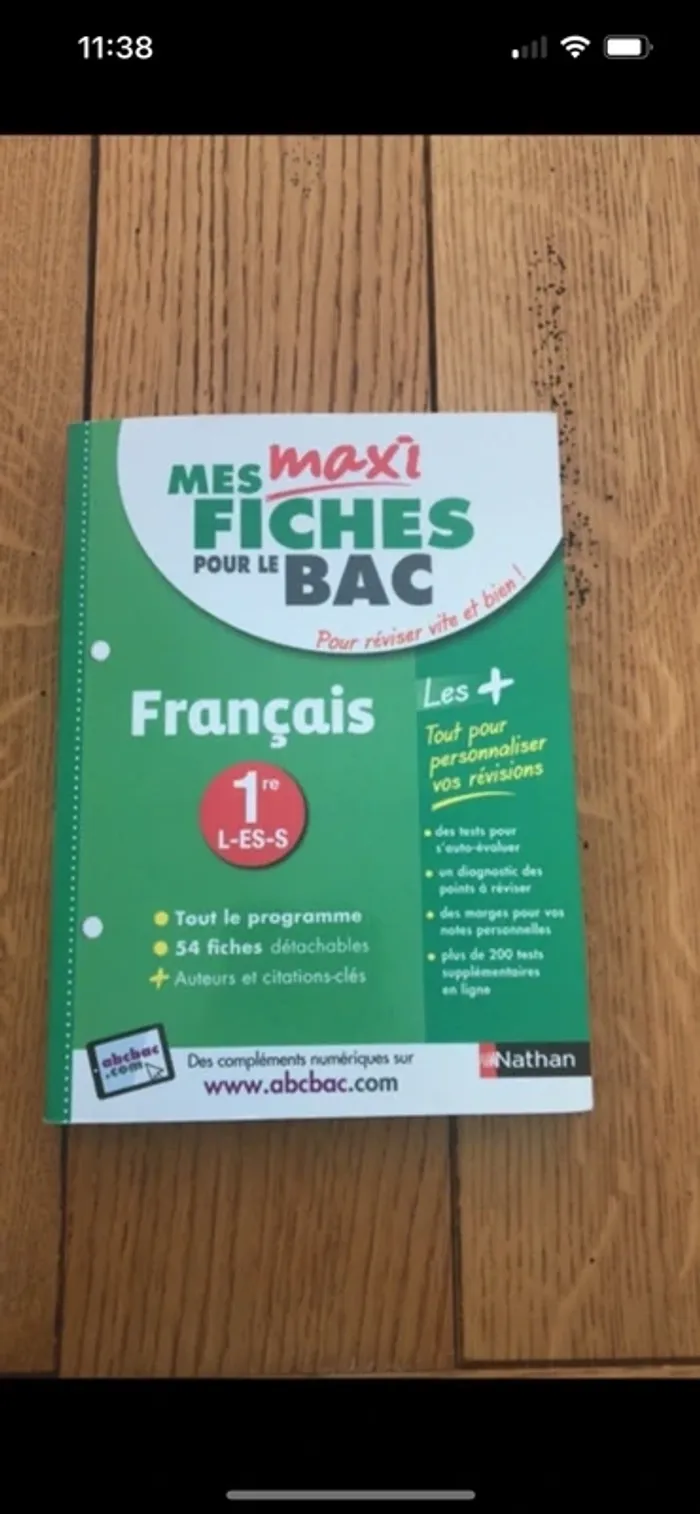 11:38
MES maxi
FICHES
POUR LE BAC
Pour réviser vite et bien !
Français
1re
L-ES-S
Tout le programme
54 fiches détachables
+ Auteurs et citations-clés
Les +
Tout pour
personnaliser
vos révisions
des tests pour
s'auto-évaluer
un diagnostic des
points à réviser
des marges pour vos
notes personnelles
plus de 200 tests
supplémentaires
en ligne
abcbac
.com
Des compléments numériques sur
www.abcbac.com
Nathan